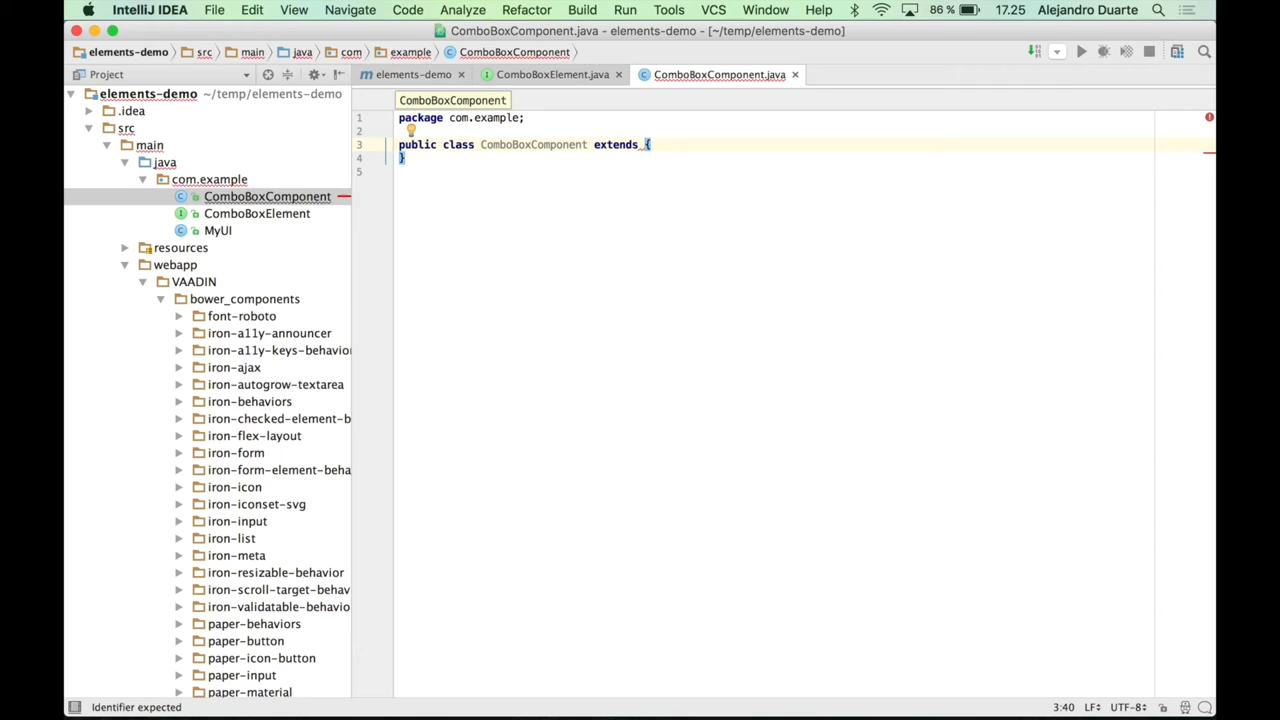 IntelliJ IDEA File Edit View Navigate Code Analyze Refactor Build Run Tools VCS Window Help 86 % 17.25 Alejandro Duarte
ComboBoxComponent.java - elements-demo - [~/temp/elements-demo]
elements-demo src main java com example ComboBoxComponent
Project
m elements-demo
I ComboBoxElement.java
C ComboBoxComponent.java
ComboBoxComponent
elements-demo ~/temp/elements-demo
.idea
src
main
java
com.example
C ComboBoxComponent
I ComboBoxElement
C MyUI
resources
webapp
VAADIN
bower_components
font-roboto
iron-a11y-announcer
iron-a11y-keys-behavior
iron-ajax
iron-autogrow-textarea
iron-behaviors
iron-checked-element-b
iron-flex-layout
iron-form
iron-form-element-beha
iron-icon
iron-iconset-svg
iron-input
iron-list
iron-meta
iron-resizable-behavior
iron-scroll-target-behav
iron-validatable-behavio
paper-behaviors
paper-button
paper-icon-button
paper-input
paper-material
1 package com.example;
2
3 public class ComboBoxComponent extends {
4 }
5
Identifier expected 3:40 LF UTF-8